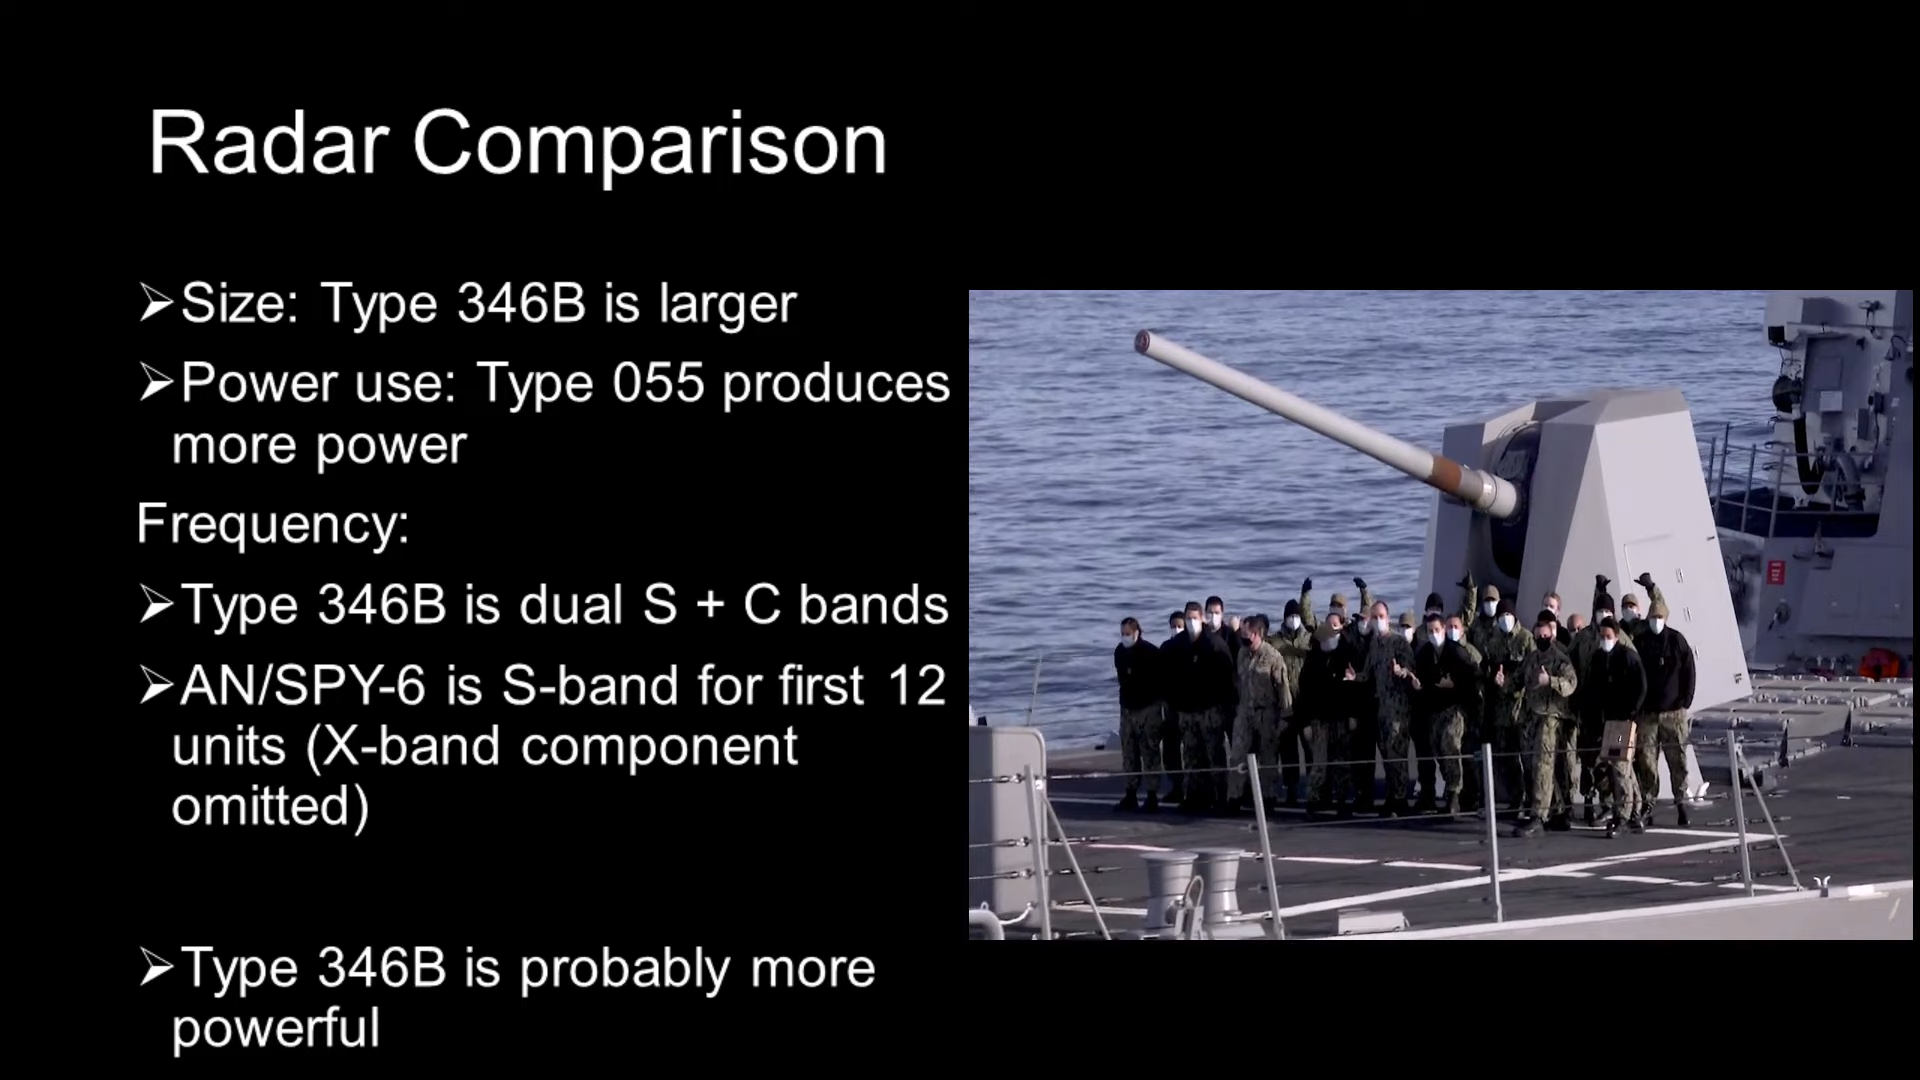 Radar Comparison
➢Size: Type 346B is larger
➢Power use: Type 055 produces
more power
Frequency:
➢Type 346B is dual S + C bands
➢AN/SPY-6 is S-band for first 12
units (X-band component
omitted)
➢Type 346B is probably more
powerful